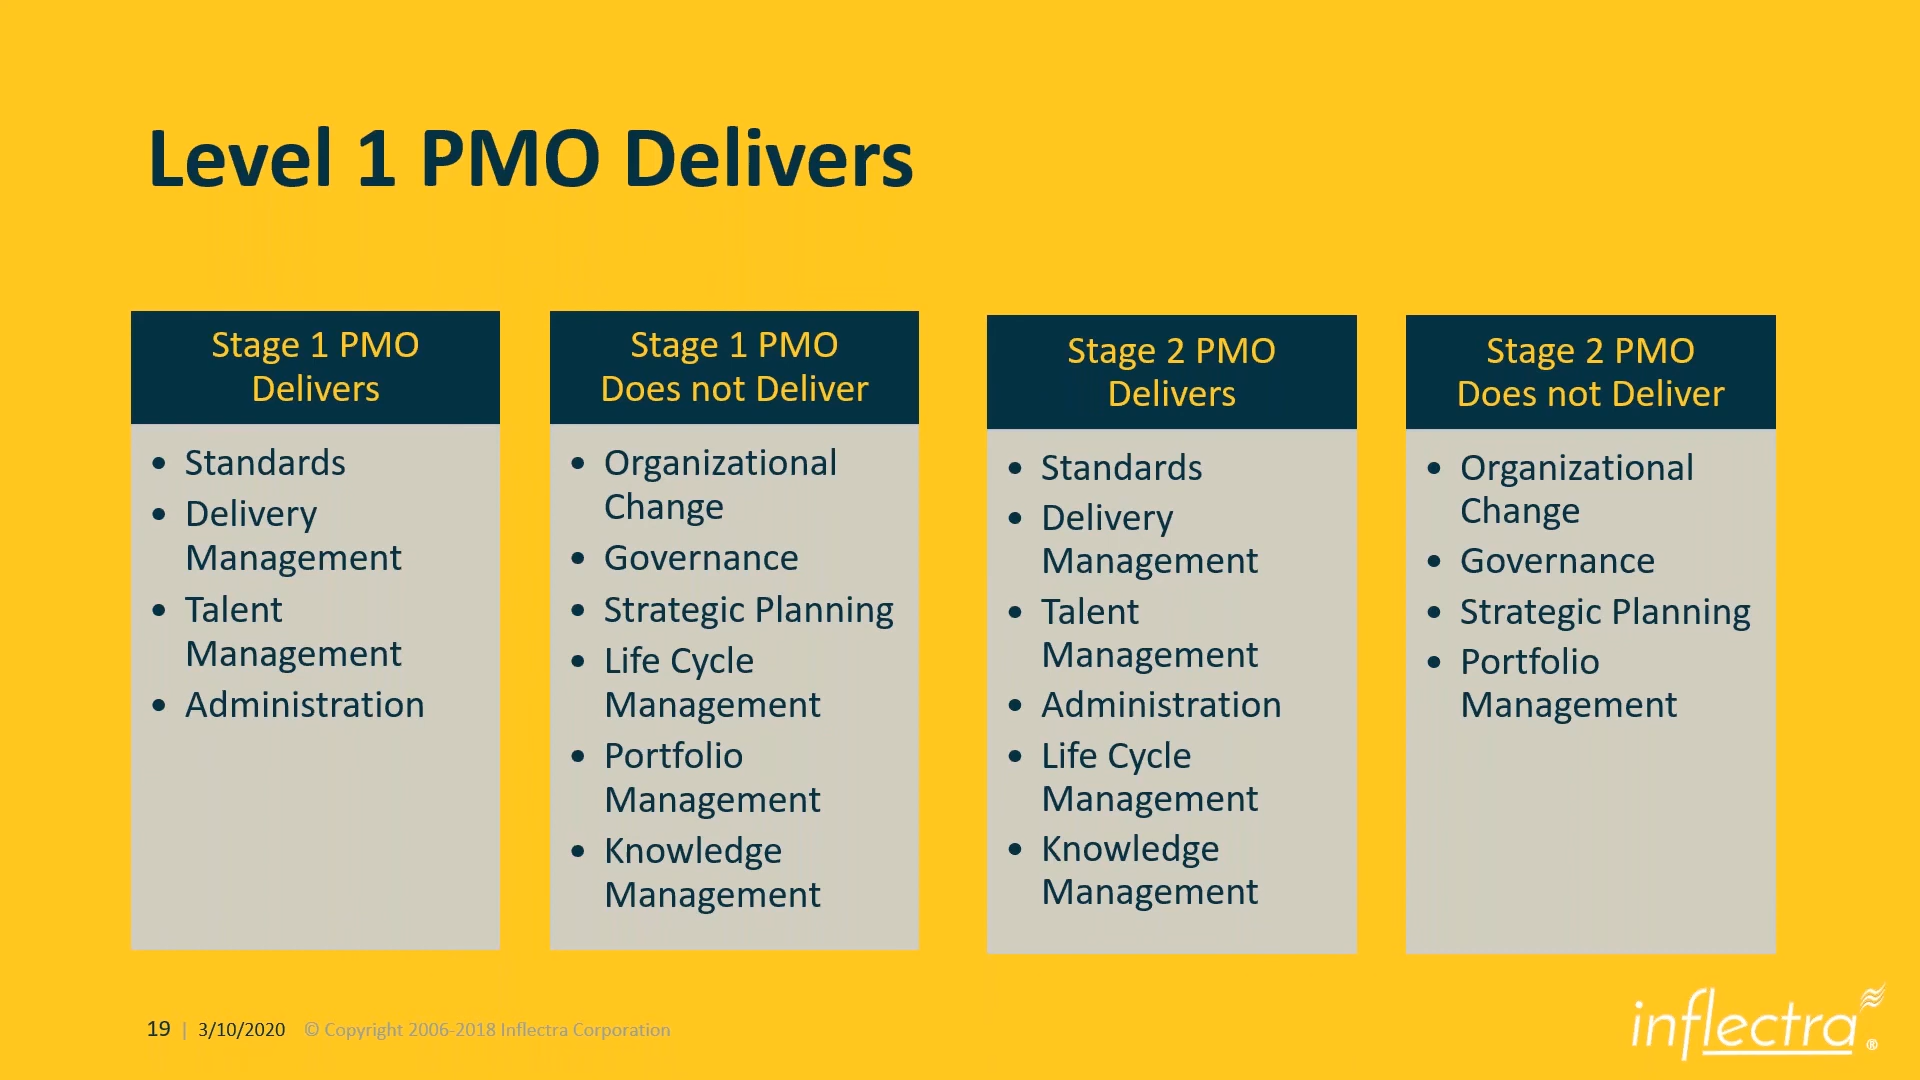 Level 1 PMO Delivers
Stage 1 PMO
Delivers
• Standards
• Delivery
Management
• Talent
Management
• Administration
Stage 1 PMO
Does not Deliver
• Organizational
Change
• Governance
• Strategic Planning
• Life Cycle
Management
• Portfolio
Management
• Knowledge
Management
Stage 2 PMO
Delivers
• Standards
• Delivery
Management
• Talent
Management
• Administration
• Life Cycle
Management
• Knowledge
Management
Stage 2 PMO
Does not Deliver
• Organizational
Change
• Governance
• Strategic Planning
• Portfolio
Management
19 | 3/10/2020 © Copyright 2006-2018 Inflectra Corporation
inflectra®